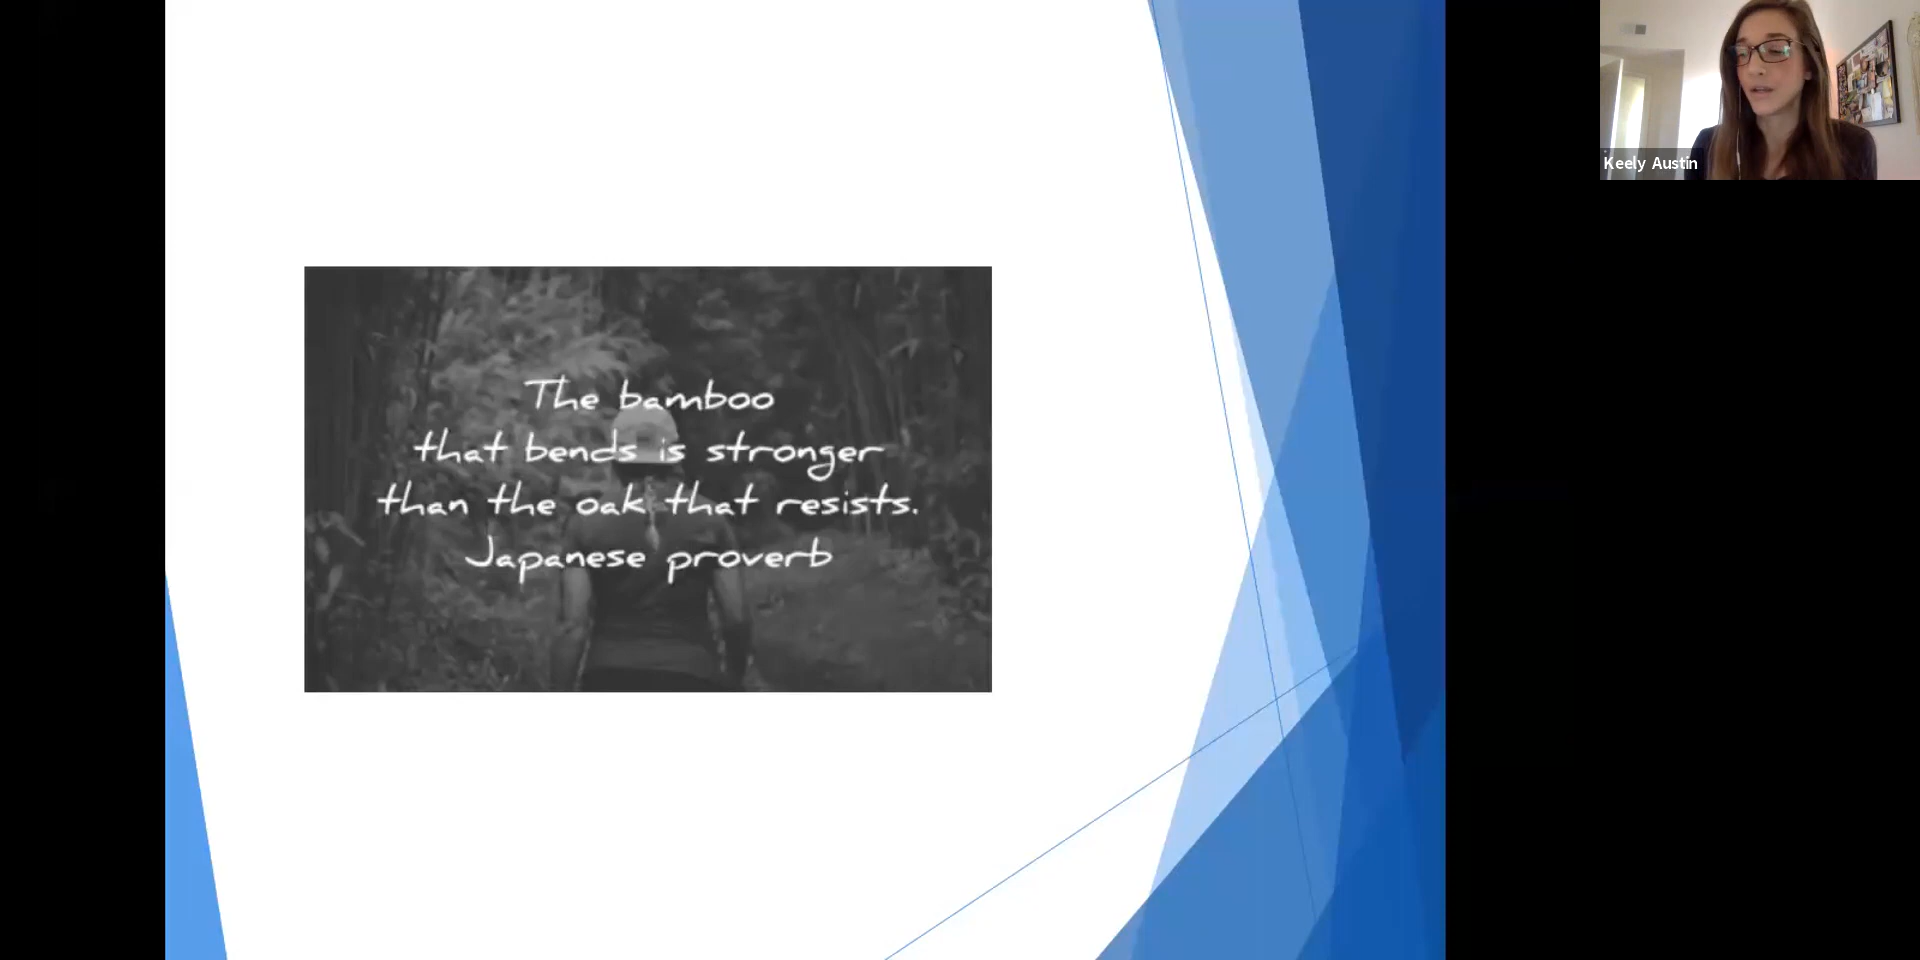 The bamboo
that bends is stronger
than the oak that resists.
Japanese proverb
Keely Austin